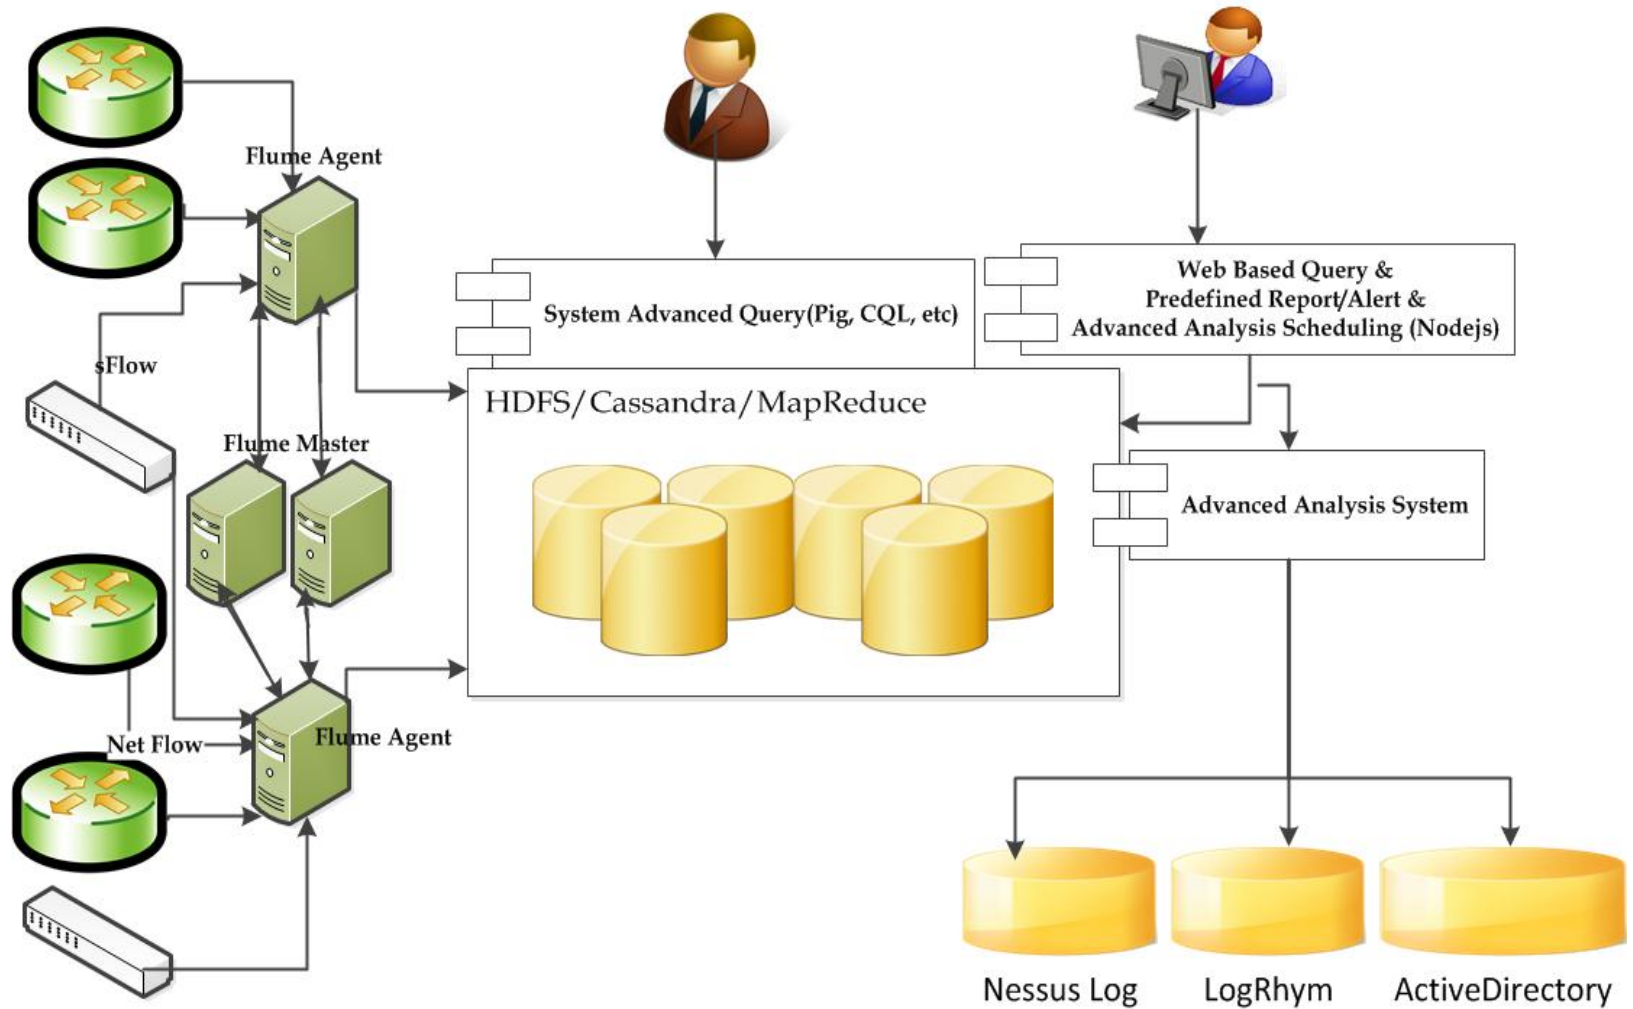 Flume Agent
sFlow
Flume Master
Net Flow
Flume Agent
System Advanced Query(Pig, CQL, etc)
Web Based Query &
Predefined Report/Alert &
Advanced Analysis Scheduling (Nodejs)
HDFS/Cassandra/MapReduce
Advanced Analysis System
Nessus Log
LogRhym
ActiveDirectory